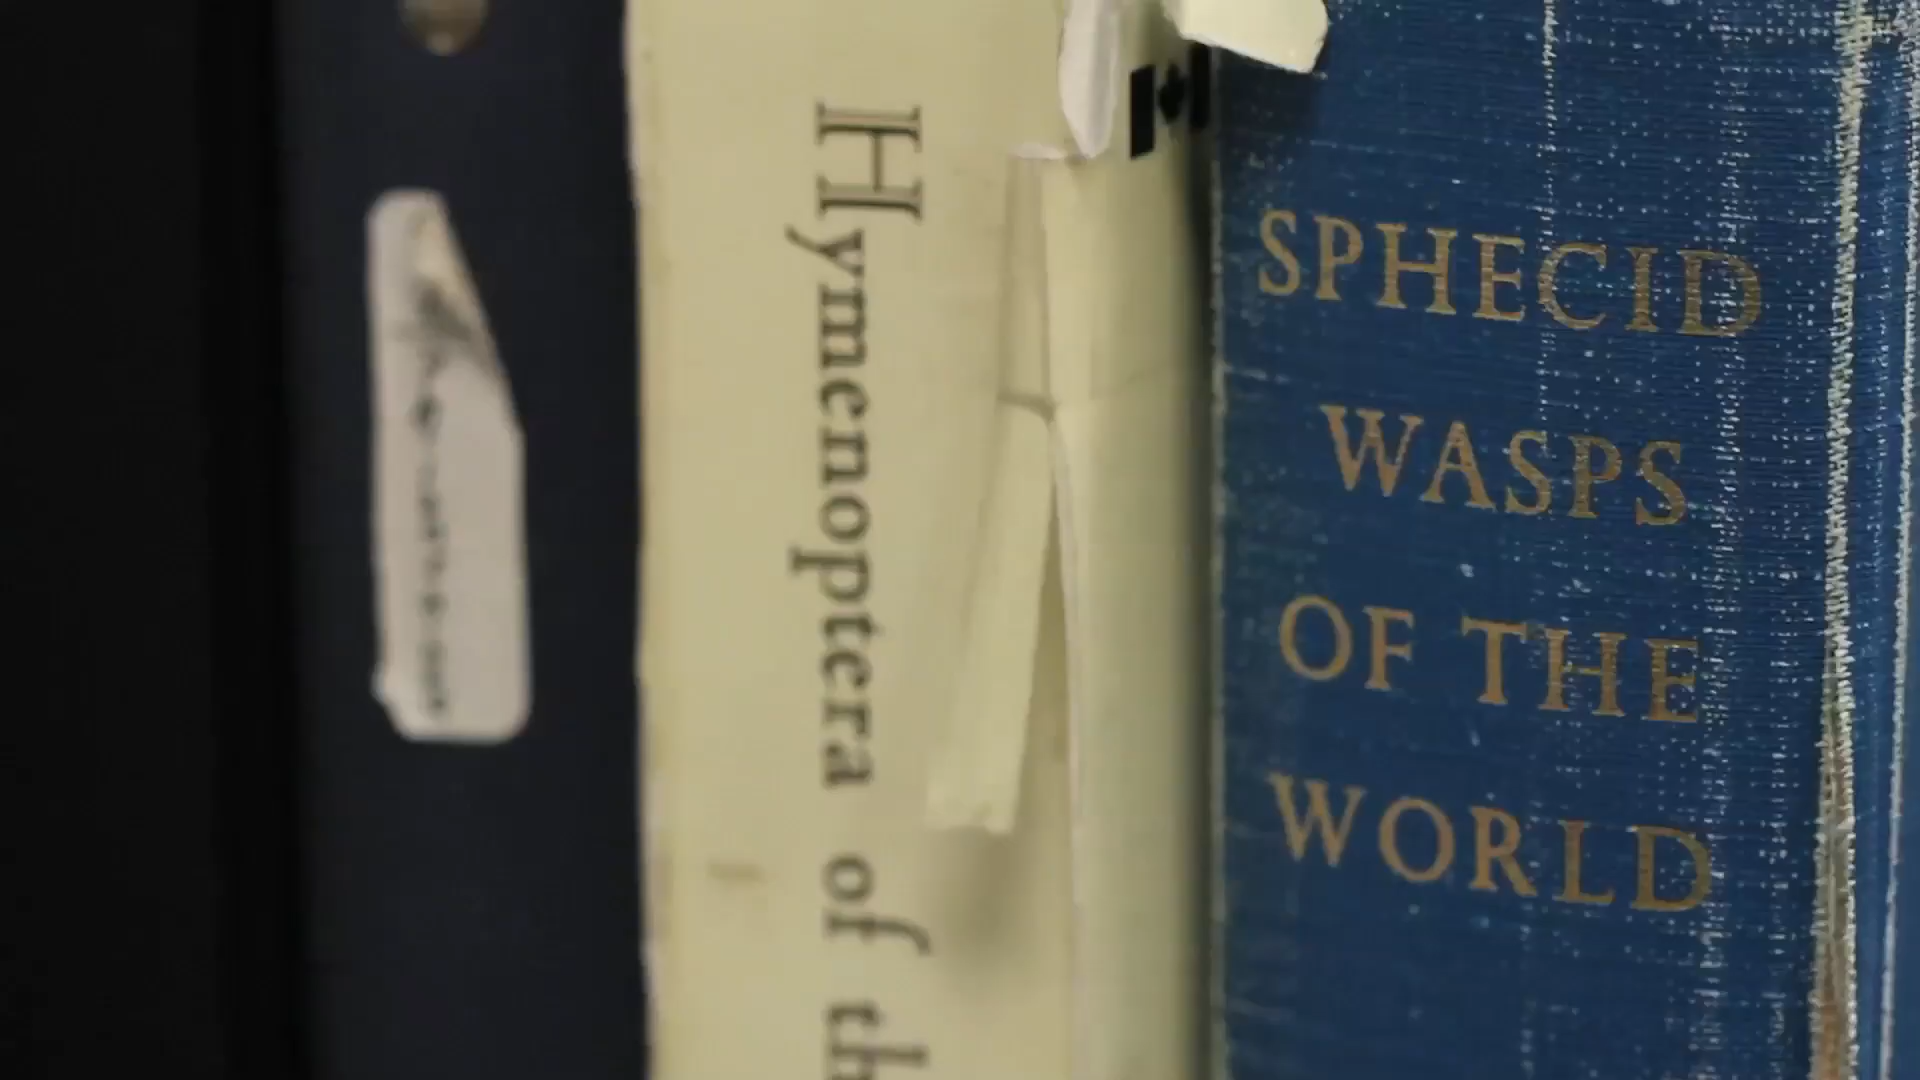 Hymenoptera of th
SPHECID
WASPS
OF THE
WORLD